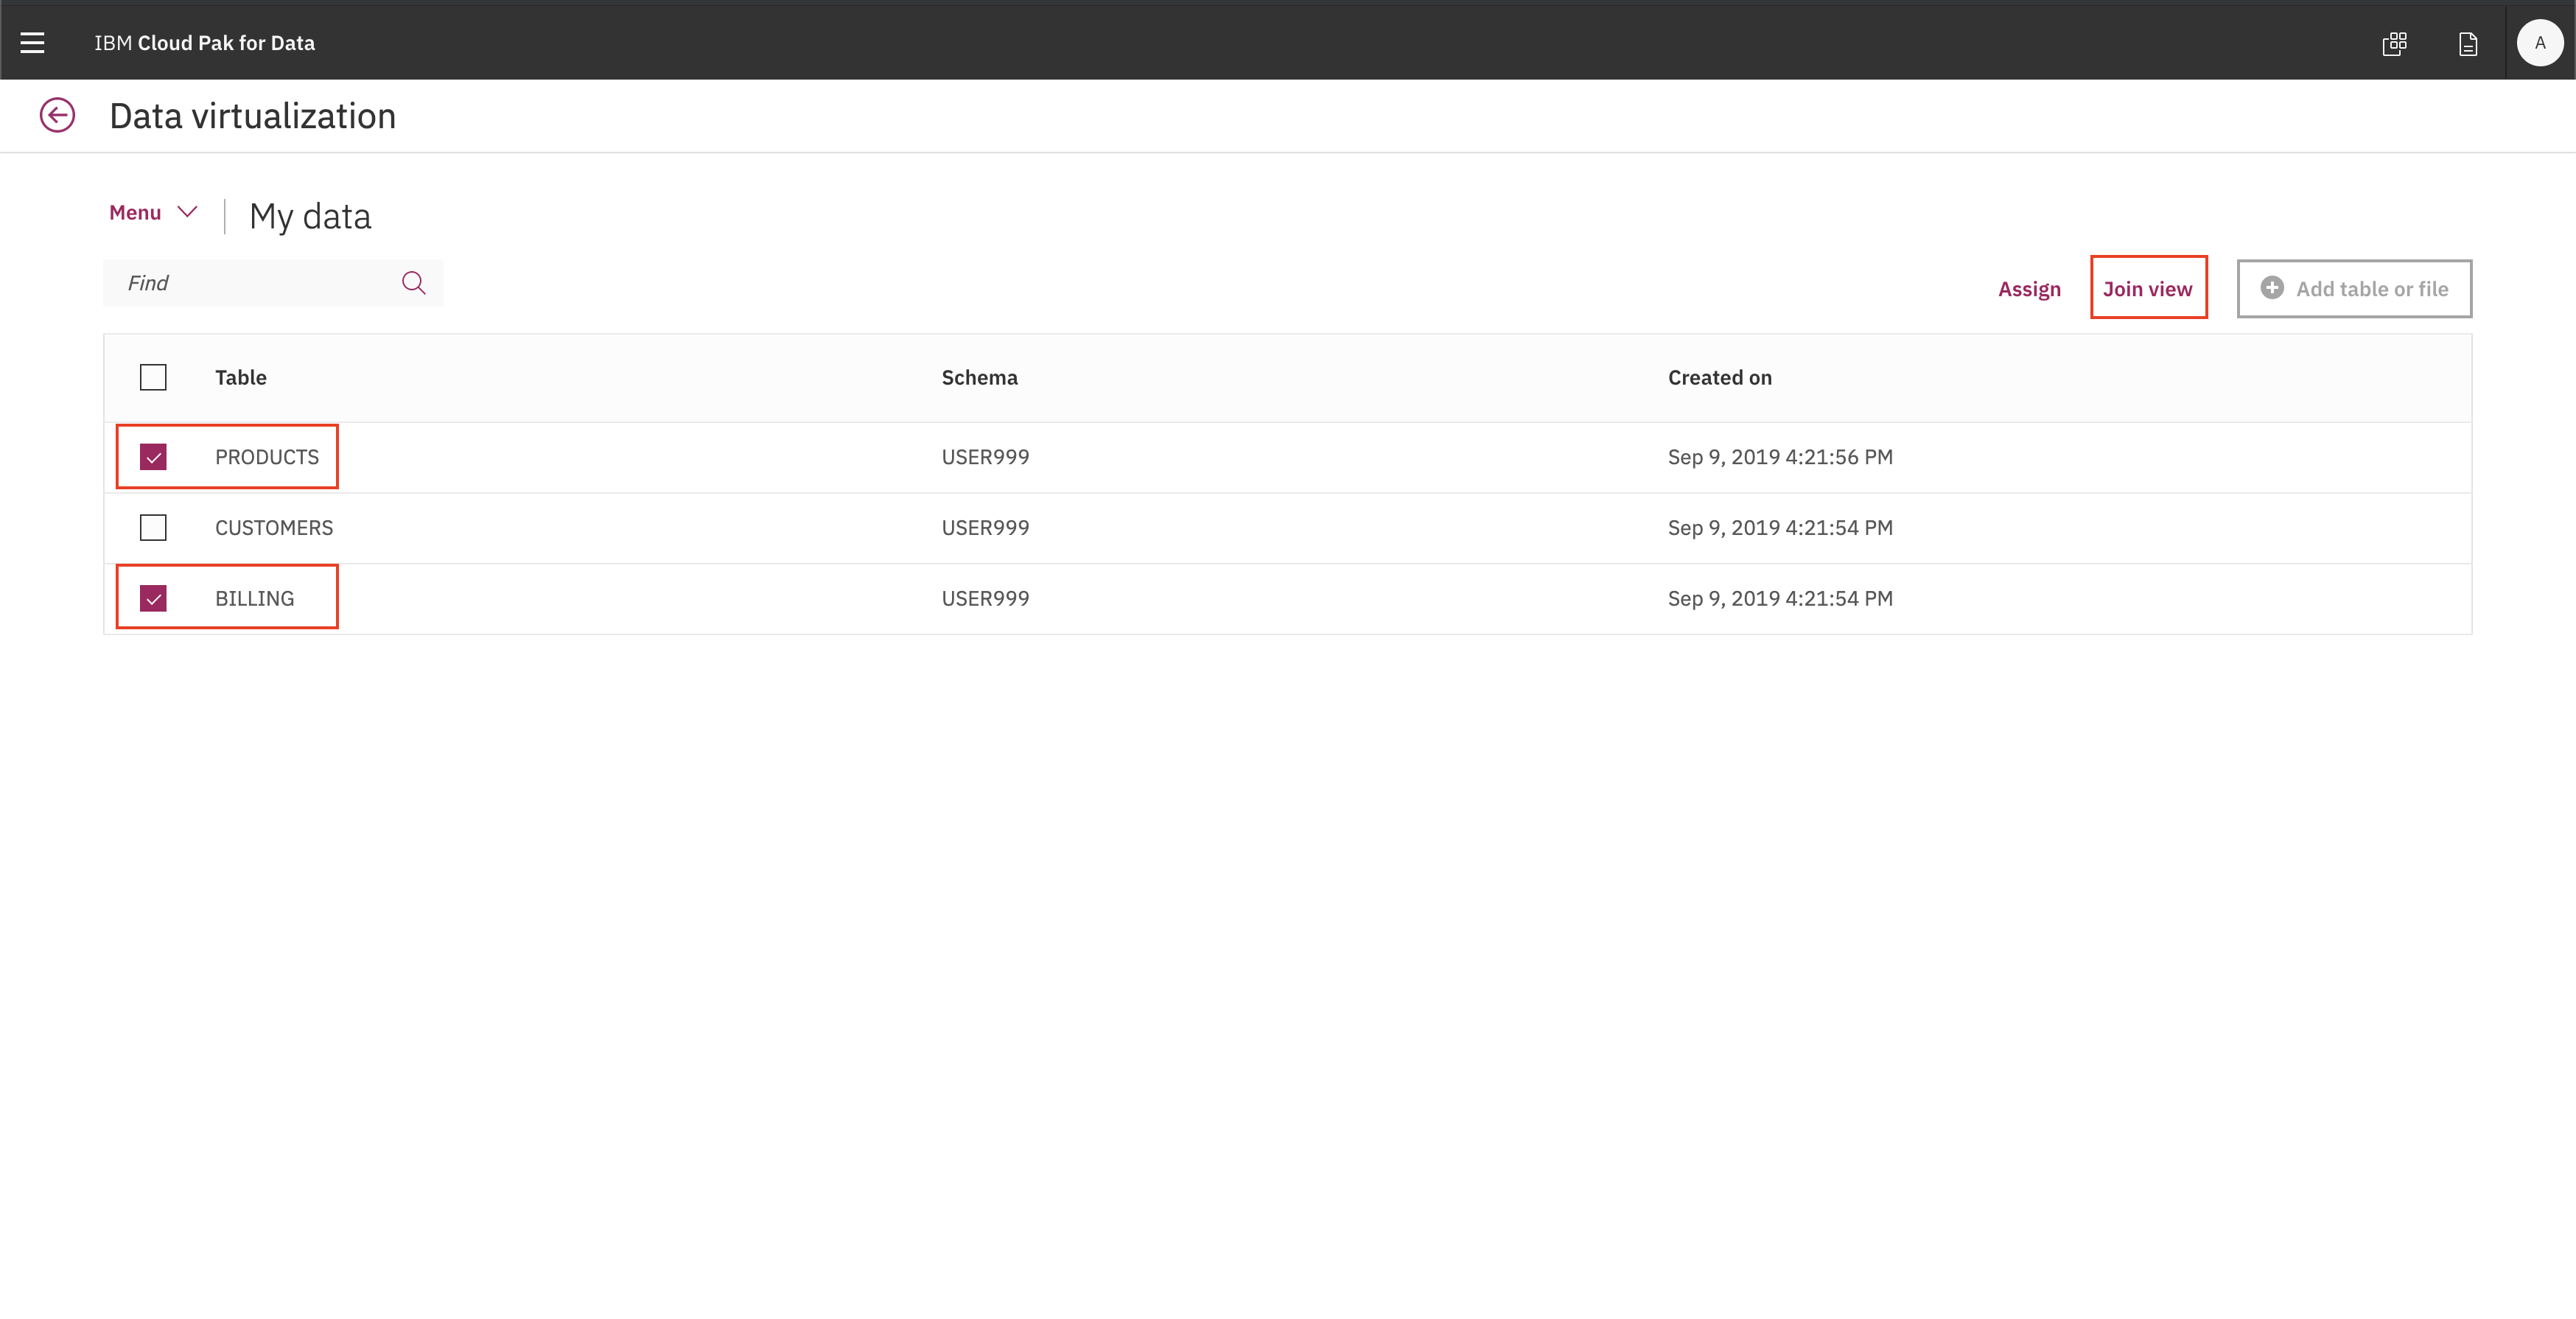 IBM Cloud Pak for Data
A
Data virtualization
Menu
My data
Find
Assign
Join view
Add table or file
Table Schema Created on
PRODUCTS USER999 Sep 9, 2019 4:21:56 PM
CUSTOMERS USER999 Sep 9, 2019 4:21:54 PM
BILLING USER999 Sep 9, 2019 4:21:54 PM